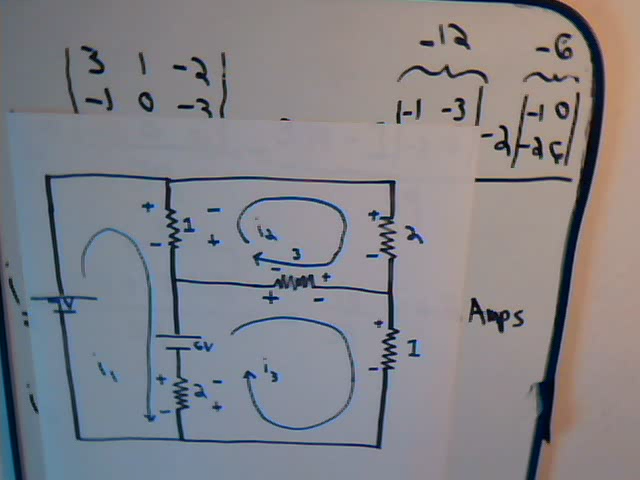 -12
-6
3 1 -2
-1 0 -3
-1 -3
-1 0
-2
-2
+ - + +
1 i2 2
- + 3 -
- +
+ -
V
6V
+
1
Amps
i1
+ - i3 -
2
- +